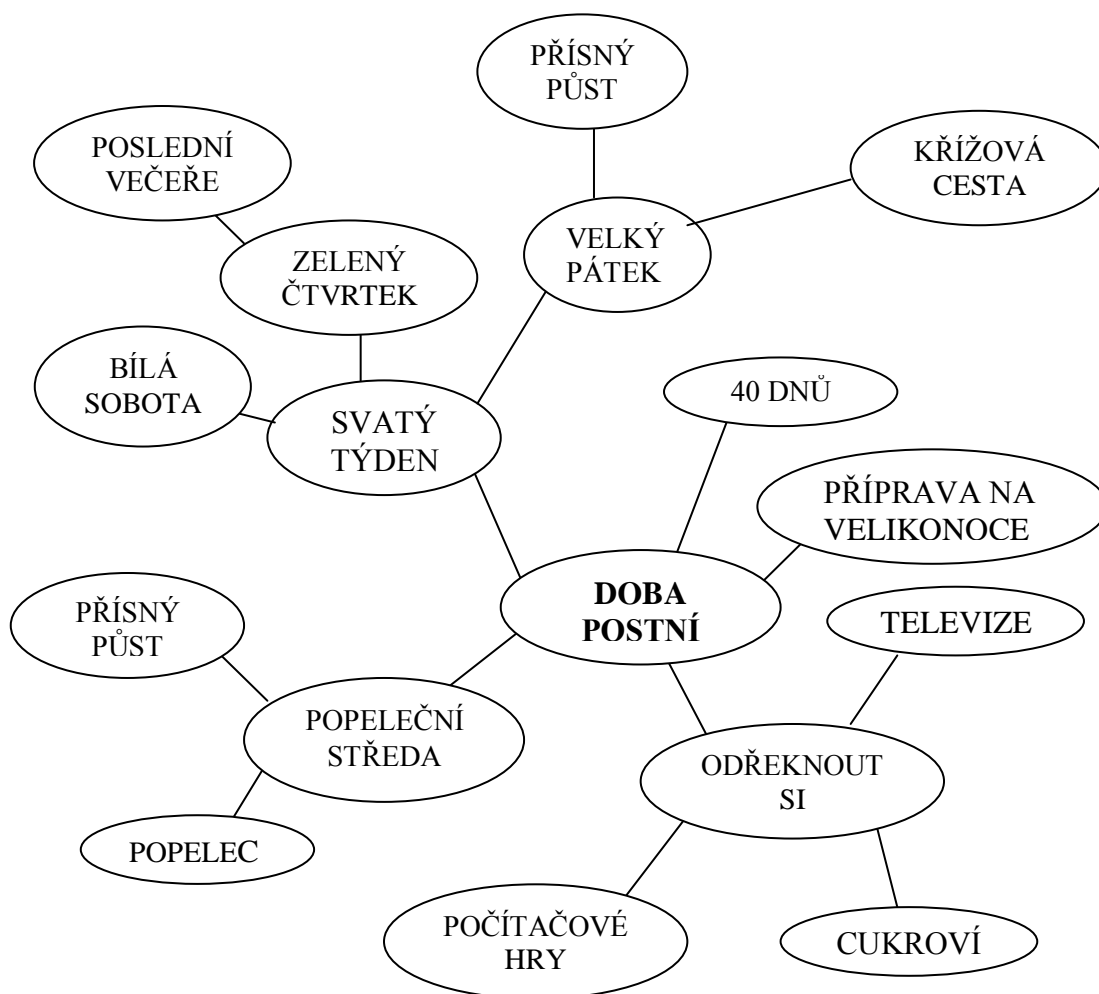 PŘÍSNÝ
PŮST
POSLEDNÍ
VEČEŘE
KŘÍŽOVÁ
CESTA
VELKÝ
PÁTEK
ZELENÝ
ČTVRTEK
BÍLÁ
SOBOTA
40 DNŮ
SVATÝ
TÝDEN
PŘÍPRAVA NA
VELIKONOCE
DOBA
POSTNÍ
PŘÍSNÝ
PŮST
TELEVIZE
POPELEČNÍ
STŘEDA
ODŘEKNOUT
SI
POPELEC
POČÍTAČOVÉ
HRY
CUKROVÍ